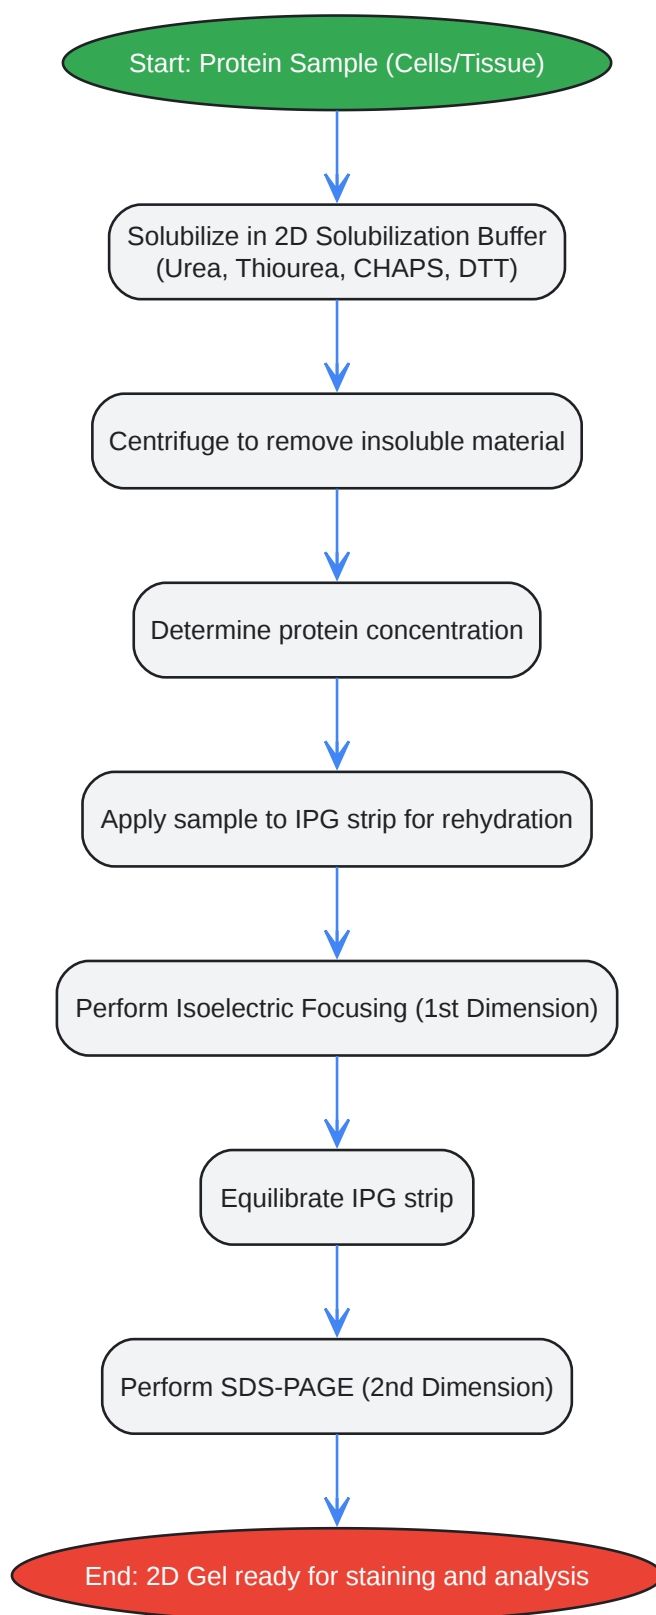 Start: Protein Sample (Cells/Tissue)
Solubilize in 2D Solubilization Buffer
(Urea, Thiourea, CHAPS, DTT)
Centrifuge to remove insoluble material
Determine protein concentration
Apply sample to IPG strip for rehydration
Perform Isoelectric Focusing (1st Dimension)
Equilibrate IPG strip
Perform SDS-PAGE (2nd Dimension)
End: 2D Gel ready for staining and analysis